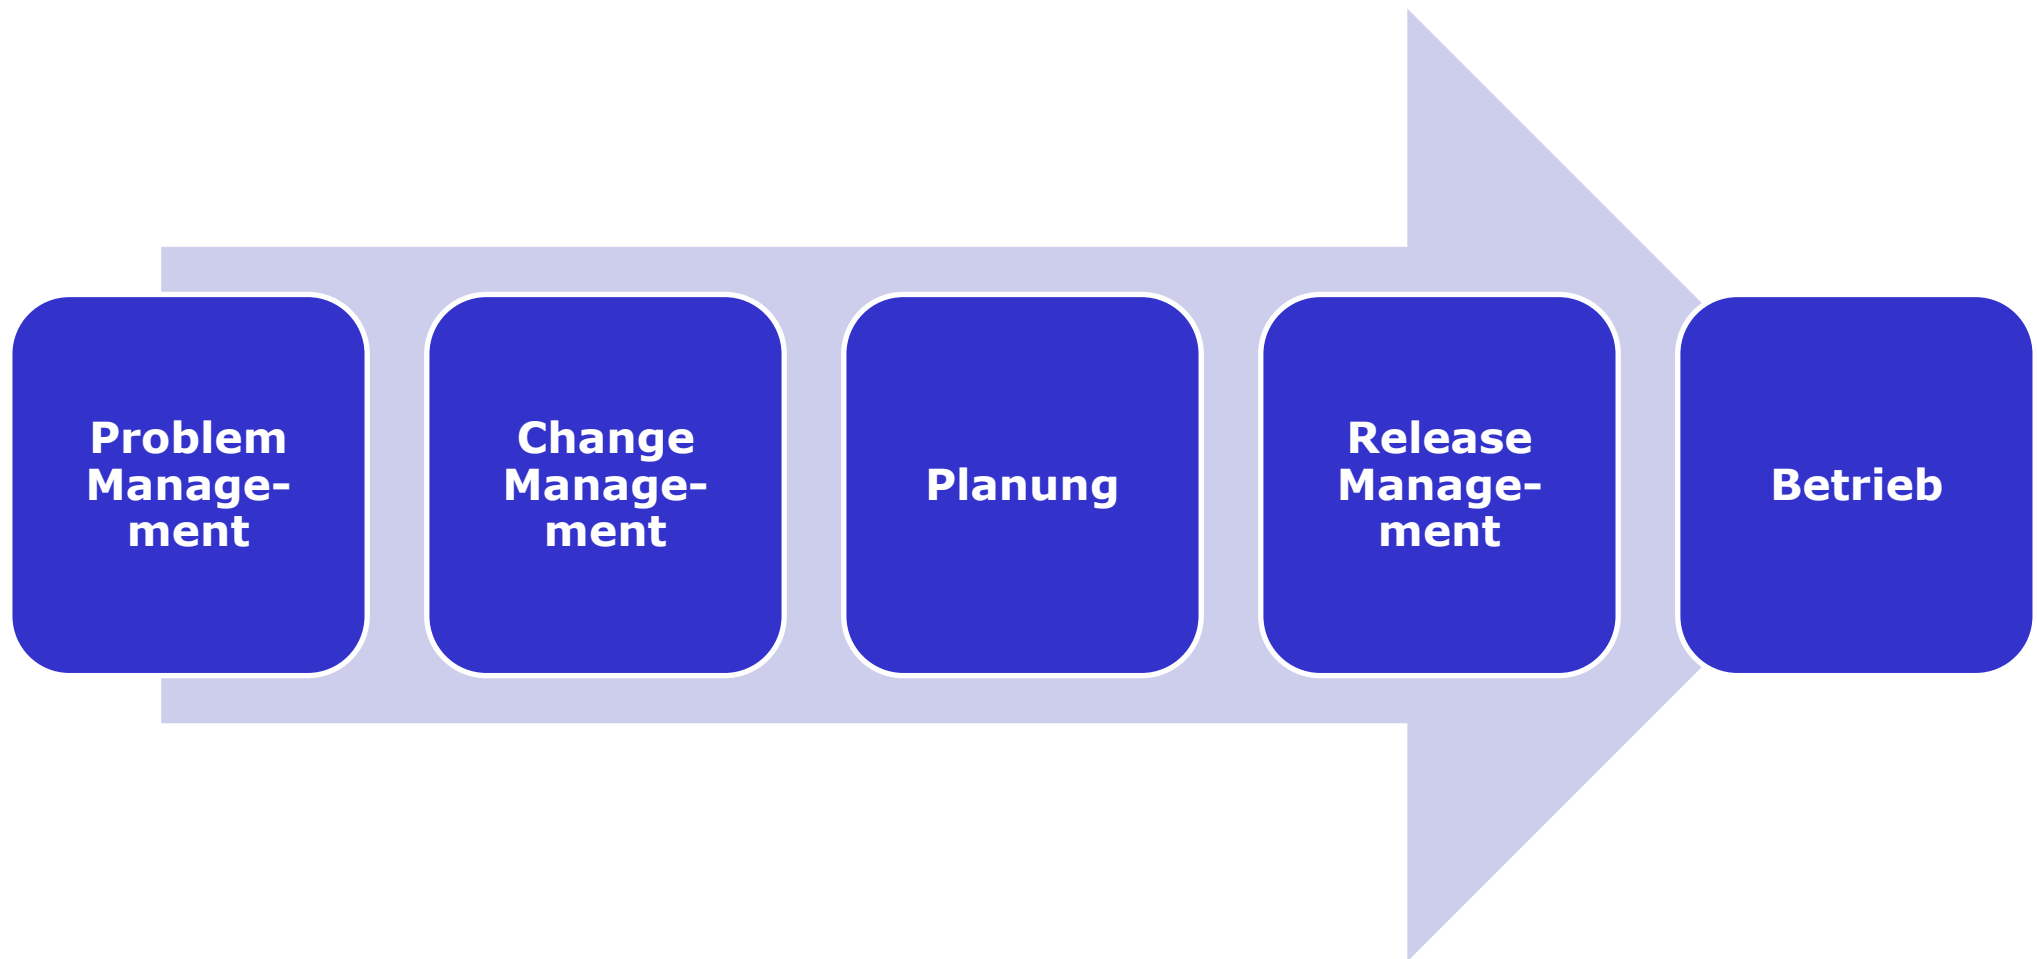 Problem
Manage-
ment
Change
Manage-
ment
Planung
Release
Manage-
ment
Betrieb